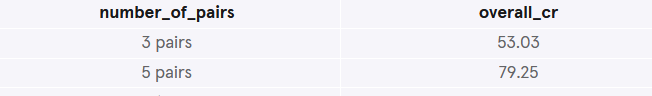 number_of_pairs overall_cr
3 pairs 53.03
5 pairs 79.25